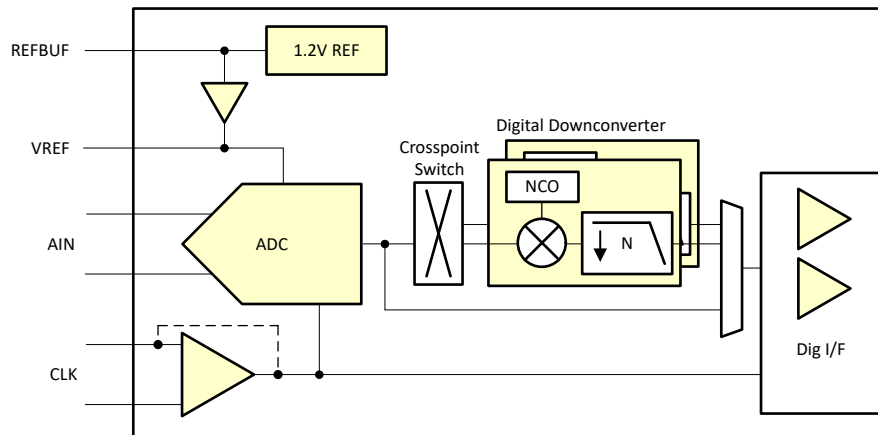 REFBUF
1.2V REF
VREF
Digital Downconverter
Crosspoint
Switch
NCO
AIN
ADC
N
CLK
Dig I/F